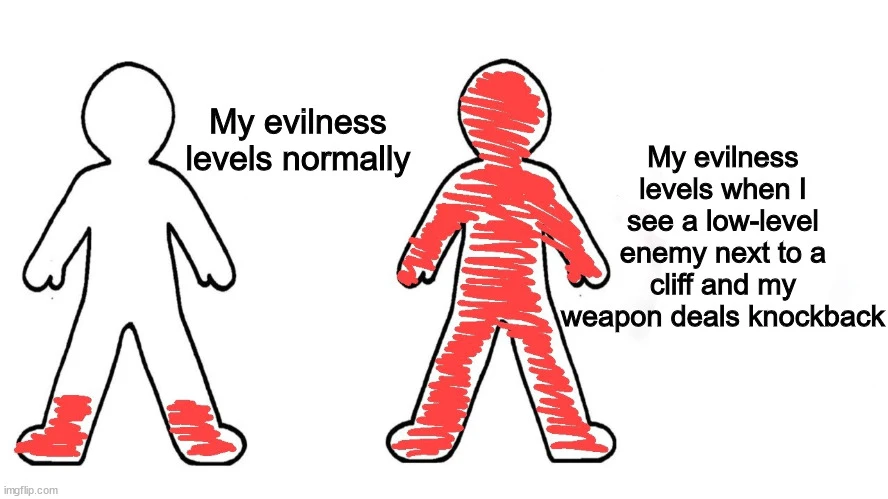 My evilness
levels normally
My evilness
levels when I
see a low-level
enemy next to a
cliff and my
weapon deals knockback
imgflip.com